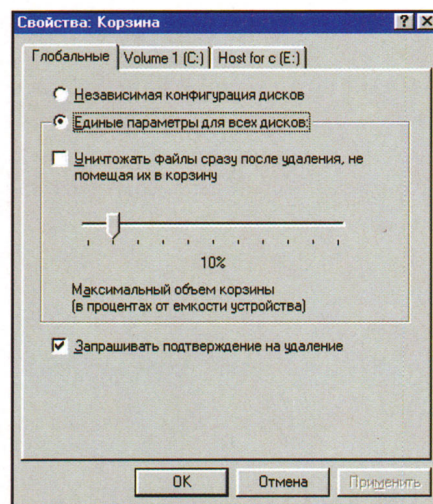 Свойства: Корзина
Глобальные Volume 1 (C:) Host for c (E:)
Независимая конфигурация дисков
Единые параметры для всех дисков:
Уничтожать файлы сразу после удаления, не
помещая их в корзину
10%
Максимальный объем корзины
(в процентах от емкости устройства)
Запрашивать подтверждение на удаление
OK Отмена Применить